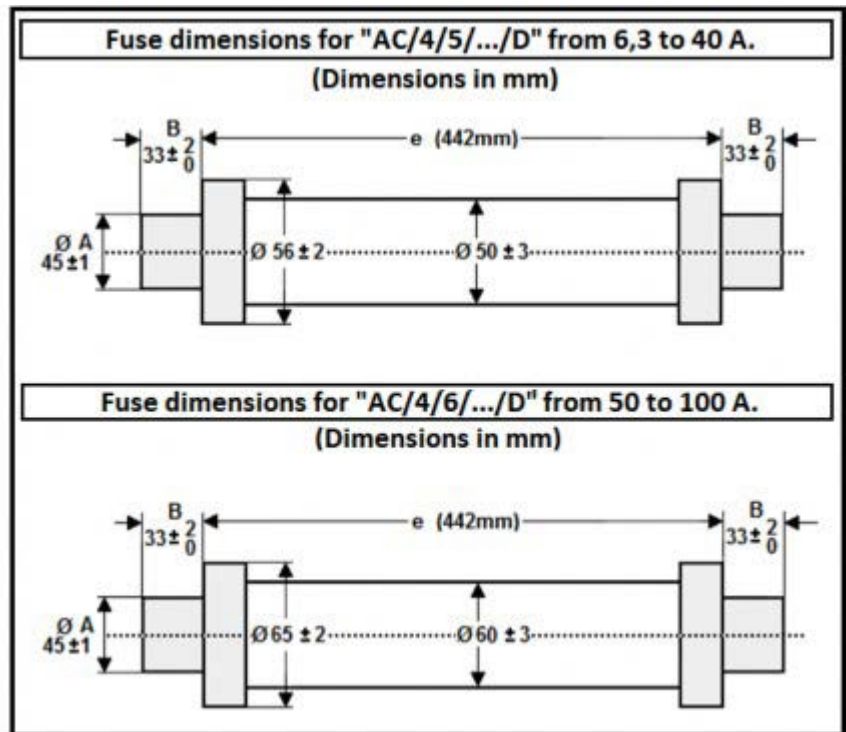 Fuse dimensions for "AC/4/5/.../D" from 6,3 to 40 A.
(Dimensions in mm)
B
33± 2 0
e (442mm)
B
33± 2 0
Ø A
45±1
Ø 56 ± 2
Ø 50 ± 3
Fuse dimensions for "AC/4/6/.../D" from 50 to 100 A.
(Dimensions in mm)
B
33± 2 0
e (442mm)
B
33± 2 0
Ø A
45±1
Ø 65 ± 2
Ø 60 ± 3